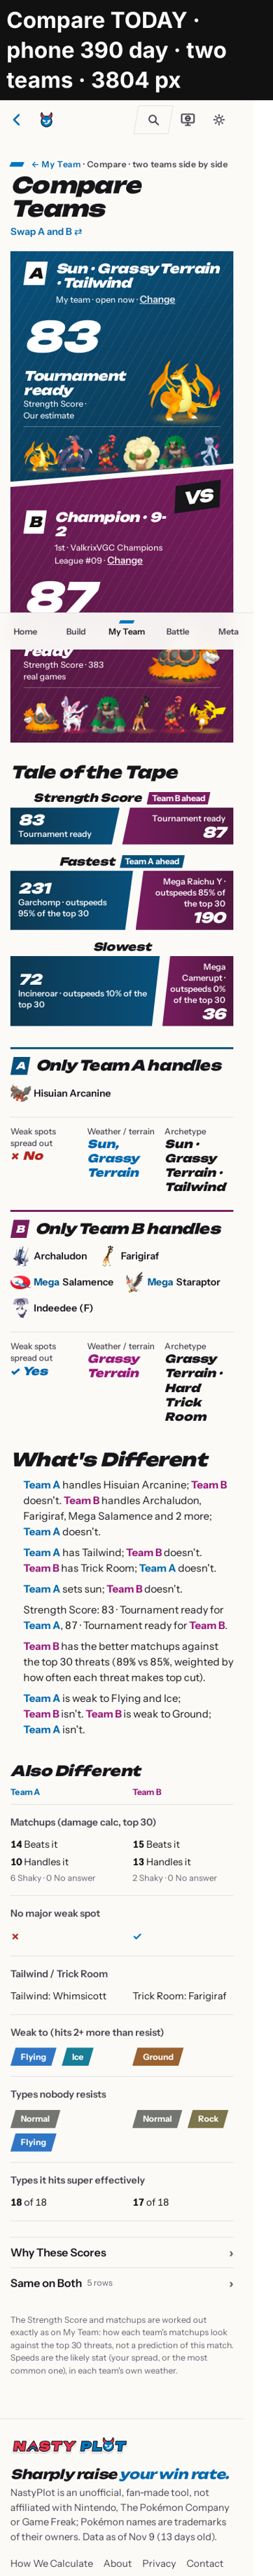 Compare TODAY ·
phone 390 day · two
teams · 3804 px
← My Team · Compare · two teams side by side
Compare
Teams
Swap A and B ⇄
A
Sun · Grassy Terrain
· Tailwind
My team · open now · Change
83
Tournament
ready
Strength Score ·
Our estimate
VS
B
Champion · 9-
2
1st · ValkrixVGC Champions
League #09 · Change
87
Home
Build
My Team
Battle
Meta
ready
Strength Score · 383
real games
Tale of the Tape
Strength Score Team B ahead
83
Tournament ready
Tournament ready
87
Fastest Team A ahead
231
Garchomp · outspeeds
95% of the top 30
Mega Raichu Y ·
outspeeds 85% of
the top 30
190
Slowest
72
Incineroar · outspeeds 10% of the
top 30
Mega
Camerupt ·
outspeeds 0%
of the top 30
36
A Only Team A handles
Hisuian Arcanine
Weak spots
spread out
× No
Weather / terrain
Sun,
Grassy
Terrain
Archetype
Sun ·
Grassy
Terrain ·
Tailwind
B Only Team B handles
Archaludon
Farigiraf
Mega Salamence
Mega Staraptor
Indeedee (F)
Weak spots
spread out
✓ Yes
Weather / terrain
Grassy
Terrain
Archetype
Grassy
Terrain ·
Hard
Trick
Room
What's Different
Team A handles Hisuian Arcanine; Team B
doesn't. Team B handles Archaludon,
Farigiraf, Mega Salamence and 2 more;
Team A doesn't.
Team A has Tailwind; Team B doesn't.
Team B has Trick Room; Team A doesn't.
Team A sets sun; Team B doesn't.
Strength Score: 83 · Tournament ready for
Team A, 87 · Tournament ready for Team B.
Team B has the better matchups against
the top 30 threats (89% vs 85%, weighted by
how often each threat makes top cut).
Team A is weak to Flying and Ice;
Team B isn't. Team B is weak to Ground;
Team A isn't.
Also Different
Team A
Team B
Matchups (damage calc, top 30)
14 Beats it
15 Beats it
10 Handles it
13 Handles it
6 Shaky · 0 No answer
2 Shaky · 0 No answer
No major weak spot
×
✓
Tailwind / Trick Room
Tailwind: Whimsicott
Trick Room: Farigiraf
Weak to (hits 2+ more than resist)
Flying
Ice
Ground
Types nobody resists
Normal
Flying
Normal
Rock
Types it hits super effectively
18 of 18
17 of 18
Why These Scores ›
Same on Both 5 rows ›
The Strength Score and matchups are worked out
exactly as on My Team: how each team's matchups look
against the top 30 threats, not a prediction of this match.
Speeds are the likely stat (your spread, or the most
common one), in each team's own weather.
NASTY PLOT
Sharply raise your win rate.
NastyPlot is an unofficial, fan-made tool, not
affiliated with Nintendo, The Pokémon Company
or Game Freak; Pokémon names are trademarks
of their owners. Data as of Nov 9 (13 days old).
How We Calculate
About
Privacy
Contact